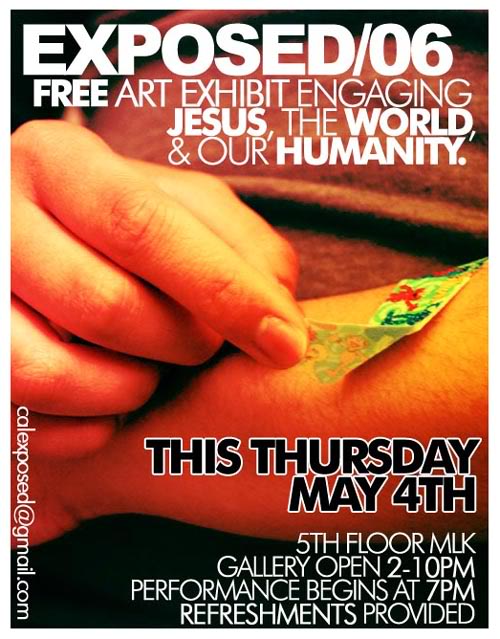 EXPOSED/06
FREE ART EXHIBIT ENGAGING
JESUS, THE WORLD,
& OUR HUMANITY.
calexposed@gmail.com
THIS THURSDAY
MAY 4TH
5TH FLOOR MLK
GALLERY OPEN 2-10PM
PERFORMANCE BEGINS AT 7PM
REFRESHMENTS PROVIDED